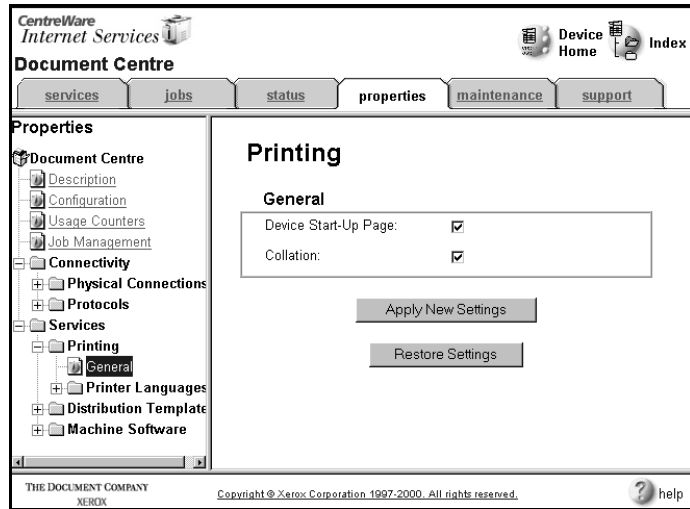 CentreWare
Internet Services
Document Centre
Device Home
Index
services
jobs
status
properties
maintenance
support
Properties
Document Centre
Description
Configuration
Usage Counters
Job Management
Connectivity
Physical Connections
Protocols
Services
Printing
General
Printer Languages
Distribution Template
Machine Software
Printing
General
Device Start-Up Page:
Collation:
Apply New Settings
Restore Settings
THE DOCUMENT COMPANY
XEROX
Copyright © Xerox Corporation 1997-2000. All rights reserved.
help